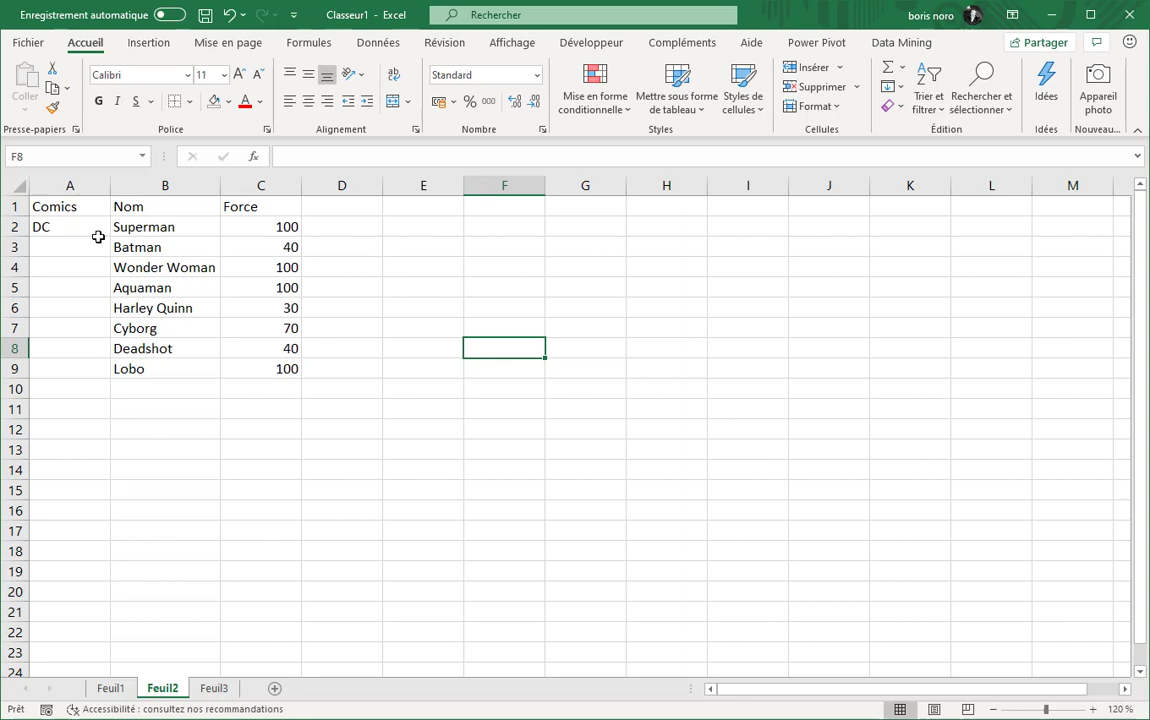 Enregistrement automatique
Classeur1 - Excel
Rechercher
boris noro
Fichier Accueil Insertion Mise en page Formules Données Révision Affichage Développeur Compléments Aide Power Pivot Data Mining Partager
Coller
Presse-papiers
Calibri 11
G I S
Police
Alignement
Standard
% 000
Nombre
Mise en forme conditionnelle
Mettre sous forme de tableau
Styles de cellules
Styles
Insérer
Supprimer
Format
Cellules
Trier et filtrer
Rechercher et sélectionner
Édition
Idées
Idées
Appareil photo
Nouveau...
F8 fx
A B C D E F G H I J K L M
1 Comics Nom Force
2 DC Superman 100
3 Batman 40
4 Wonder Woman 100
5 Aquaman 100
6 Harley Quinn 30
7 Cyborg 70
8 Deadshot 40
9 Lobo 100
10
11
12
13
14
15
16
17
18
19
20
21
22
23
24
Feuil1 Feuil2 Feuil3
Prêt Accessibilité : consultez nos recommandations 120 %